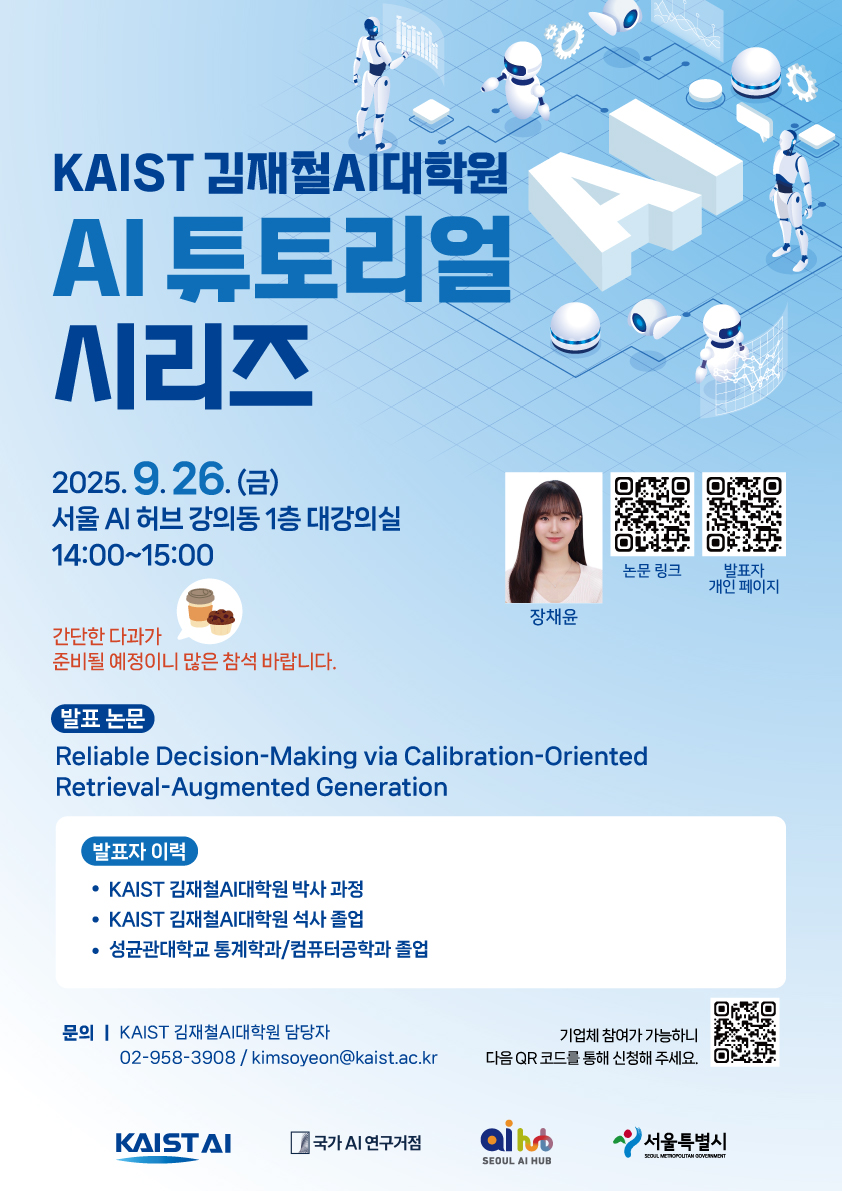 KAIST 김재철AI대학원
AI 튜토리얼
시리즈
2025. 9. 26. (금)
서울 AI 허브 강의동 1층 대강의실
14:00~15:00
간단한 다과가
준비될 예정이니 많은 참석 바랍니다.
장채윤
논문 링크
발표자
개인 페이지
발표 논문
Reliable Decision-Making via Calibration-Oriented
Retrieval-Augmented Generation
발표자 이력
• KAIST 김재철AI대학원 박사 과정
• KAIST 김재철AI대학원 석사 졸업
• 성균관대학교 통계학과/컴퓨터공학과 졸업
문의 | KAIST 김재철AI대학원 담당자
02-958-3908 / kimsoyeon@kaist.ac.kr
기업체 참여가 가능하니
다음 QR 코드를 통해 신청해 주세요.
KAIST AI
국가 AI 연구거점
ai hub
SEOUL AI HUB
서울특별시
SEOUL METROPOLITAN GOVERNMENT
AI